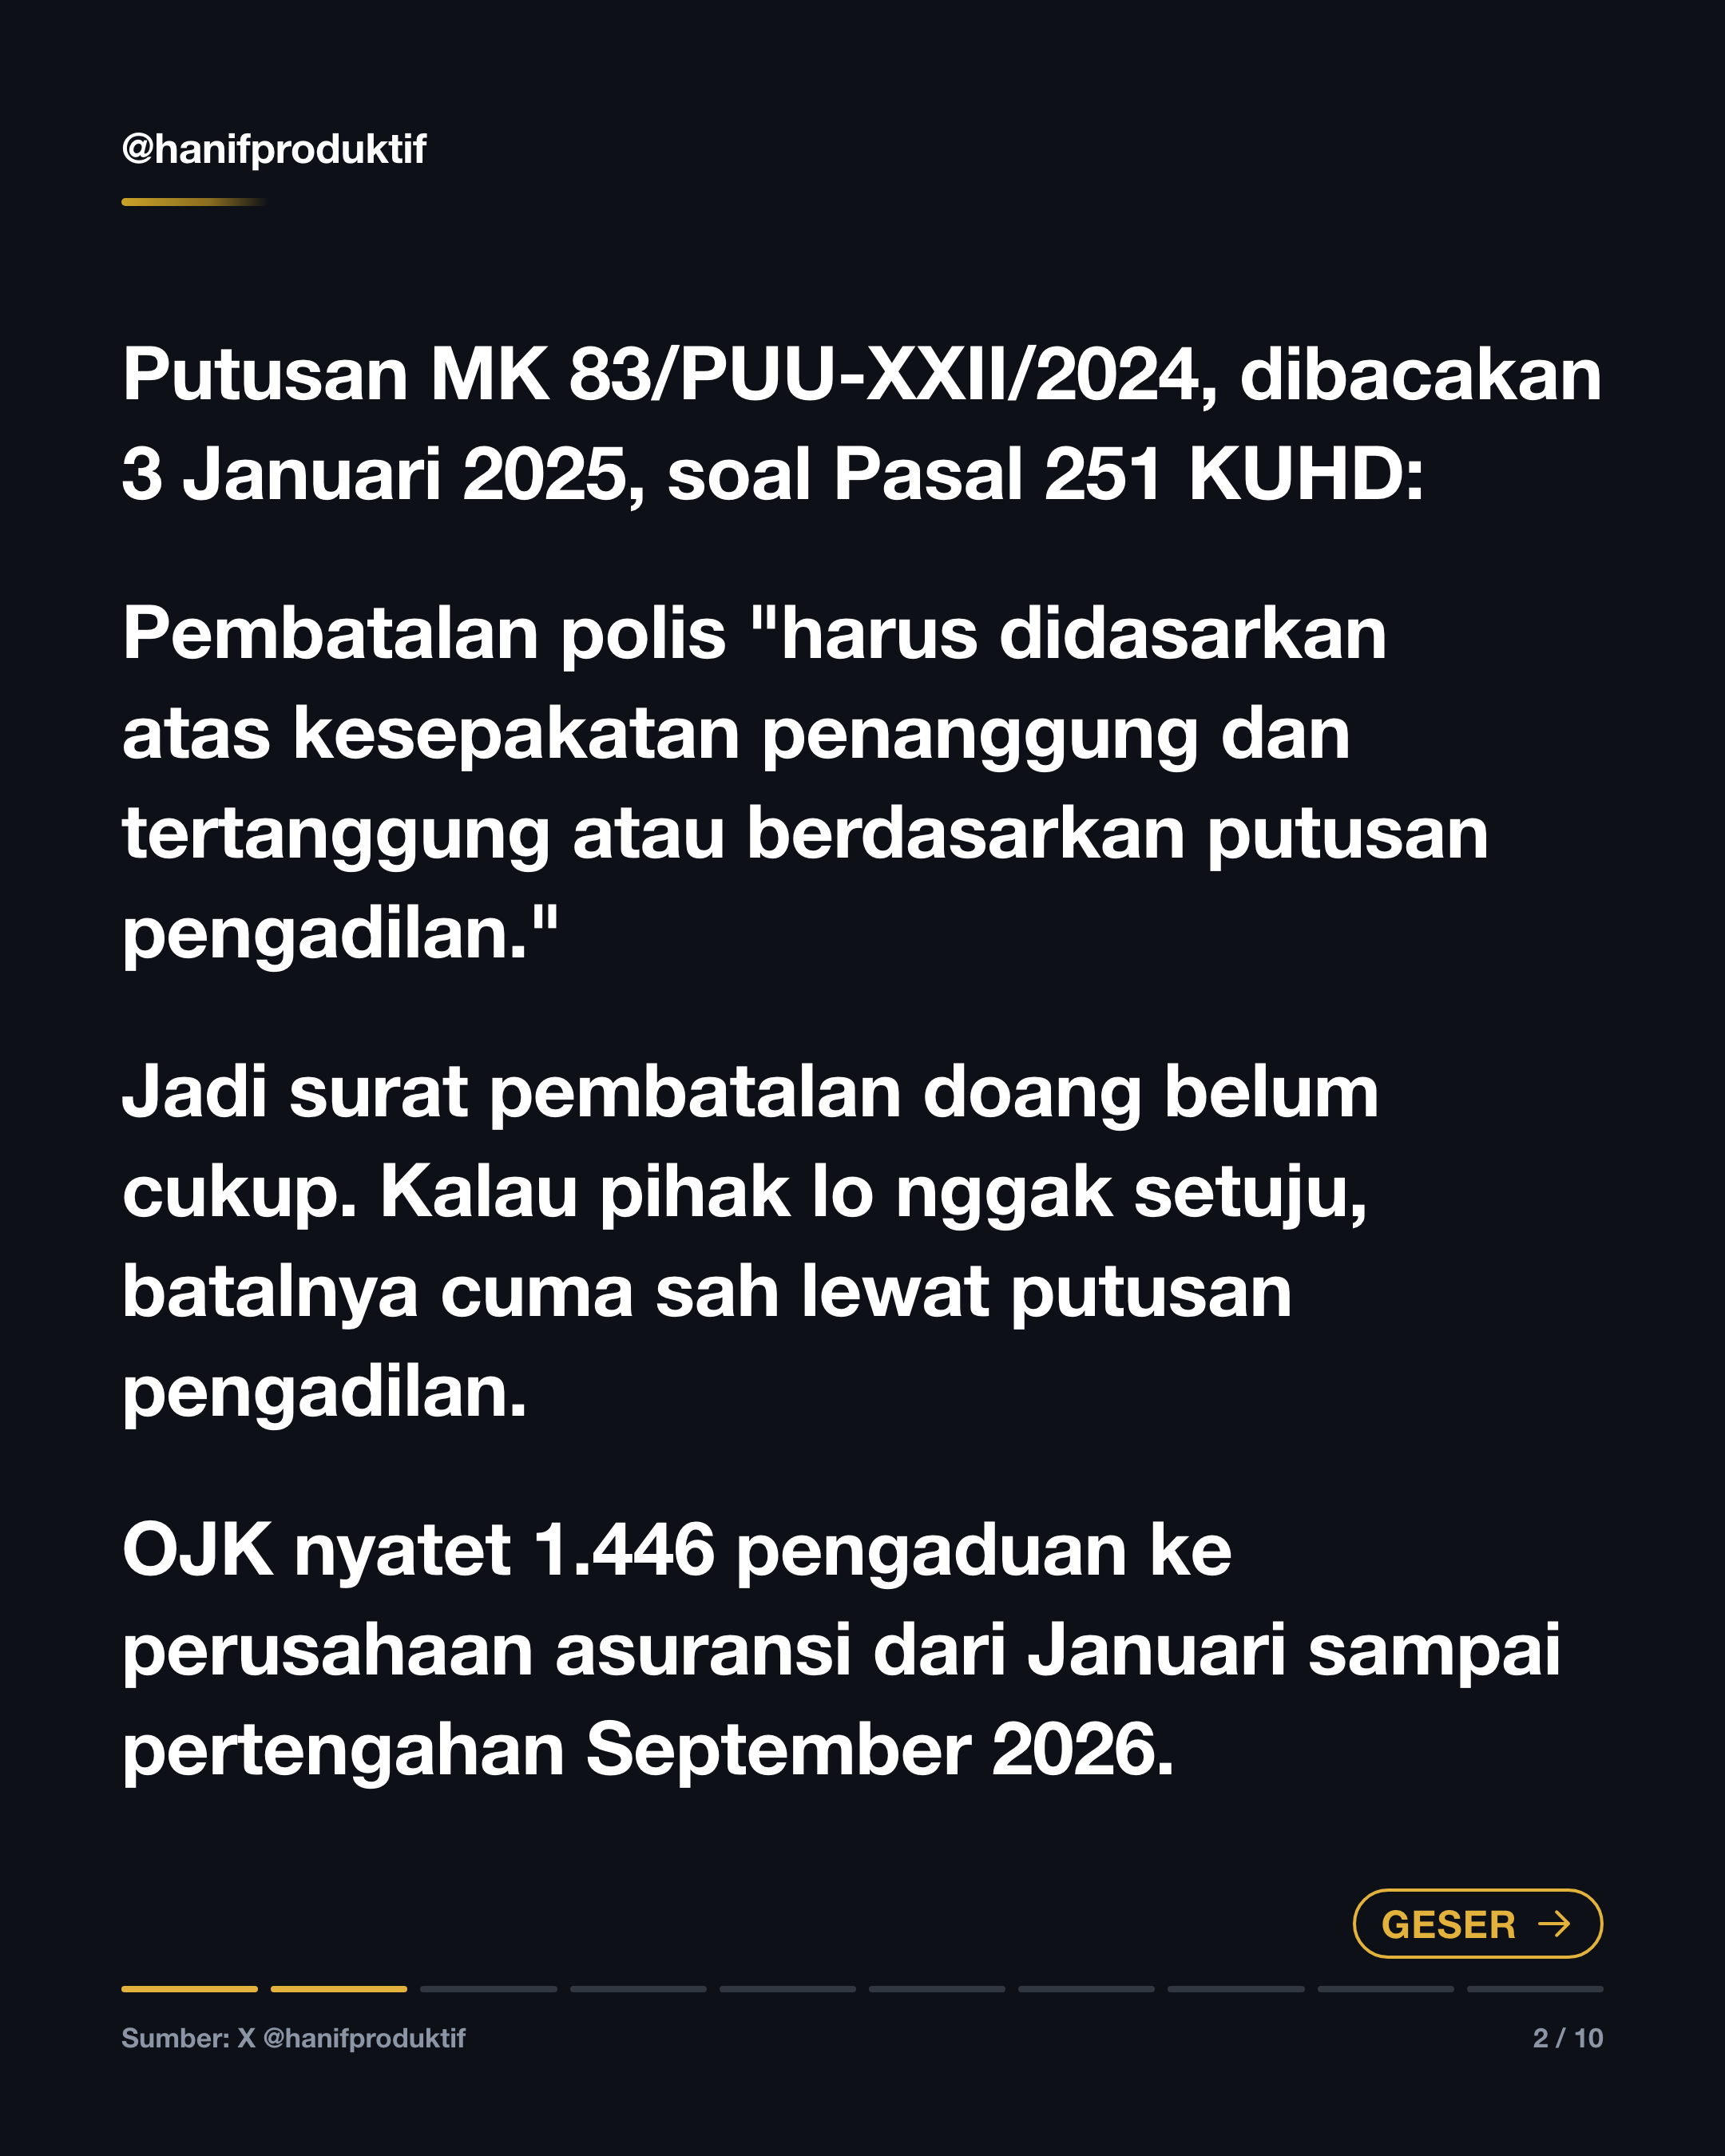 @hanifproduktif
Putusan MK 83/PUU-XXII/2024, dibacakan
3 Januari 2025, soal Pasal 251 KUHD:
Pembatalan polis "harus didasarkan
atas kesepakatan penanggung dan
tertanggung atau berdasarkan putusan
pengadilan."
Jadi surat pembatalan doang belum
cukup. Kalau pihak lo nggak setuju,
batalnya cuma sah lewat putusan
pengadilan.
OJK nyatet 1.446 pengaduan ke
perusahaan asuransi dari Januari sampai
pertengahan September 2026.
GESER →
Sumber: X @hanifproduktif
2 / 10